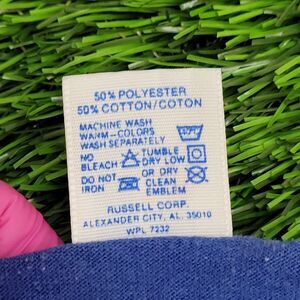 50% POLYESTER
50% COTTON/COTON
MACHINE WASH
WARM-COLORS
WASH SEPARATELY
NO TUMBLE
BLEACH DRY LOW
DO NOT OR DRY
IRON CLEAN
EMBLEM
RUSSELL CORP.
ALEXANDER CITY, AL. 35010
WPL 7232